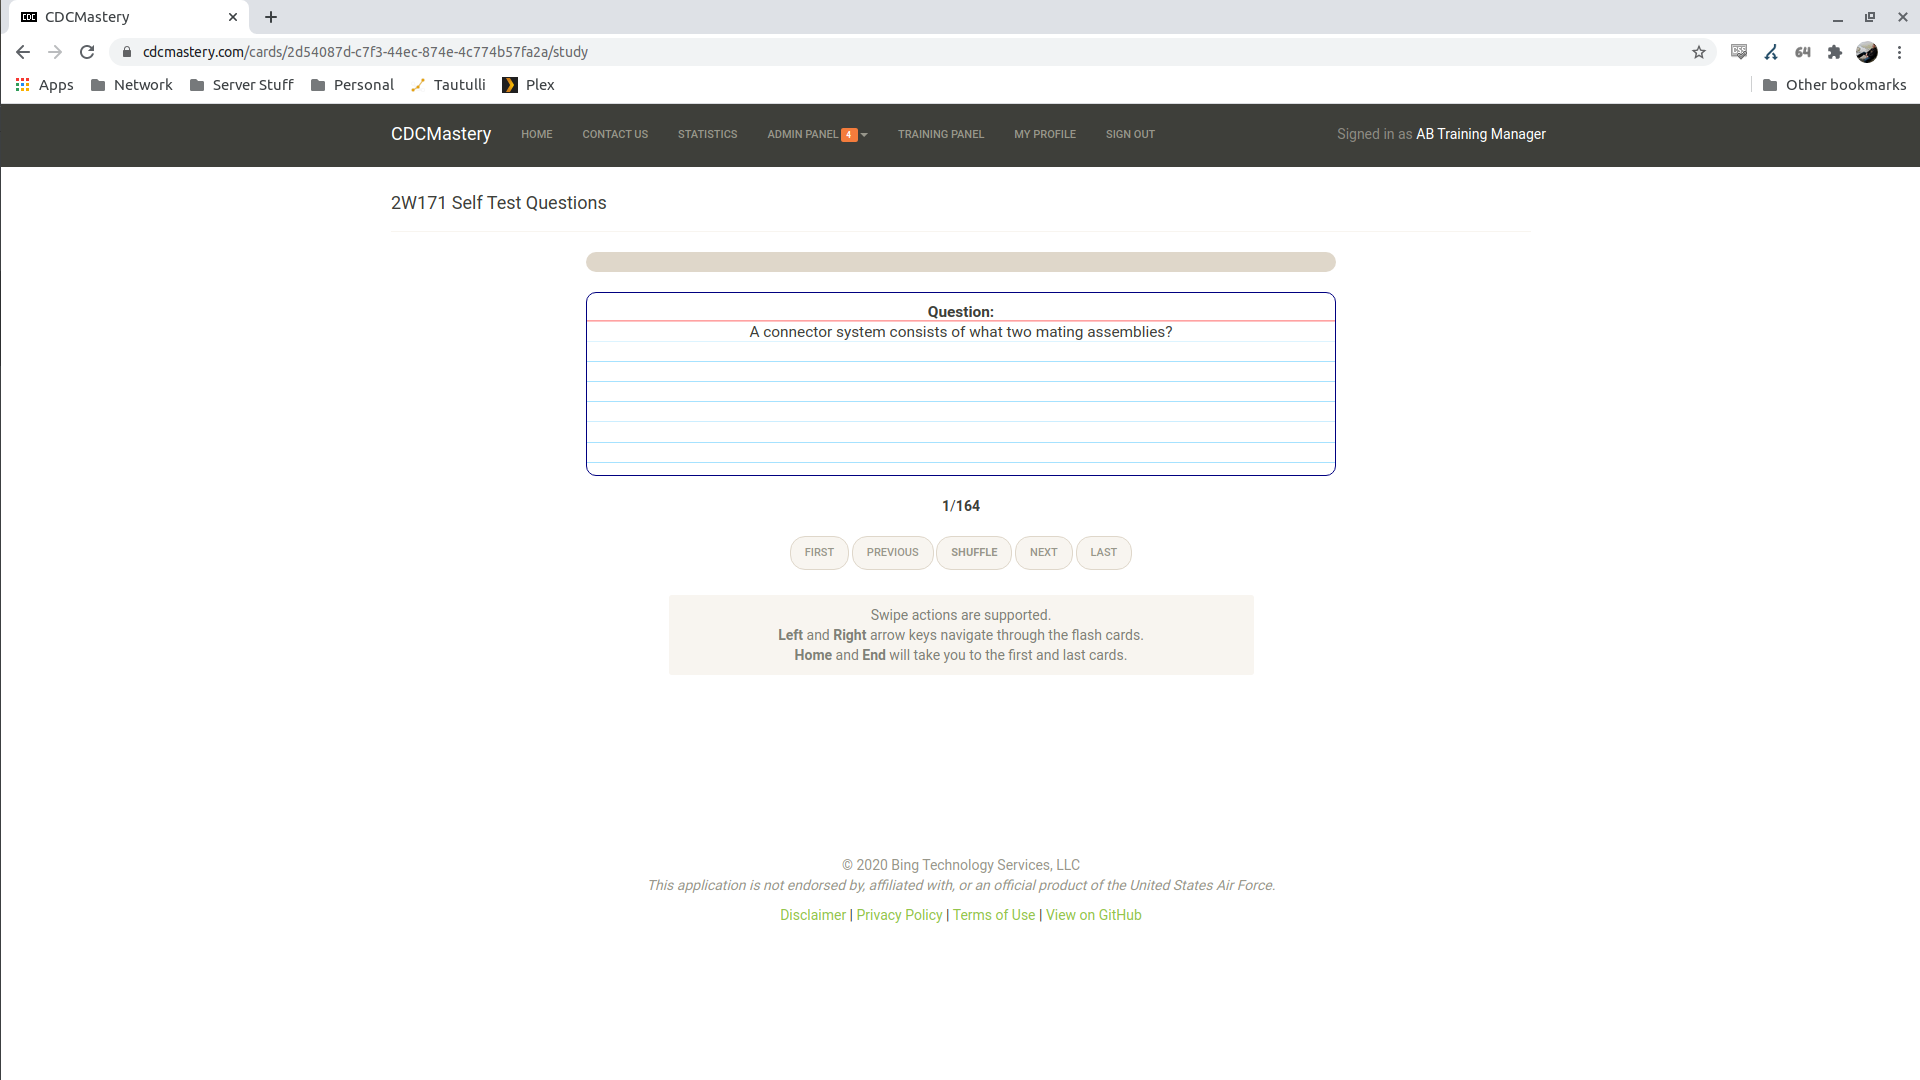 CDCMastery
cdcmastery.com/cards/2d54087d-c7f3-44ec-874e-4c774b57fa2a/study
CSS 64
Apps Network Server Stuff Personal Tautulli Plex Other bookmarks
CDCMastery HOME CONTACT US STATISTICS ADMIN PANEL 4 TRAINING PANEL MY PROFILE SIGN OUT Signed in as AB Training Manager
2W171 Self Test Questions
Question:
A connector system consists of what two mating assemblies?
1/164
FIRST PREVIOUS SHUFFLE NEXT LAST
Swipe actions are supported.
Left and Right arrow keys navigate through the flash cards.
Home and End will take you to the first and last cards.
© 2020 Bing Technology Services, LLC
This application is not endorsed by, affiliated with, or an official product of the United States Air Force.
Disclaimer | Privacy Policy | Terms of Use | View on GitHub